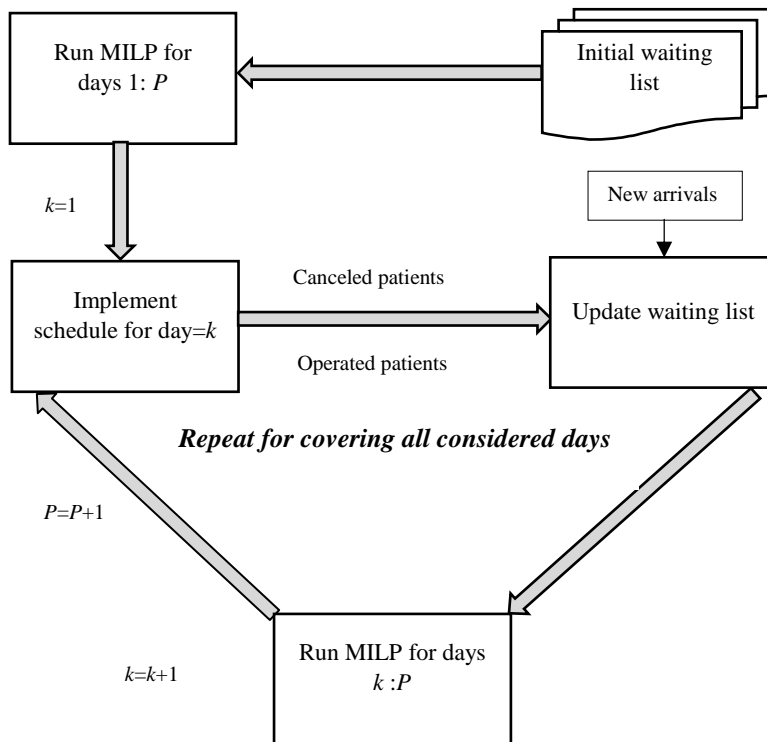 Run MILP for
days 1: P
Initial waiting
list
k=1
New arrivals
Implement
schedule for day=k
Canceled patients
Operated patients
Update waiting list
Repeat for covering all considered days
P=P+1
k=k+1
Run MILP for days
k :P